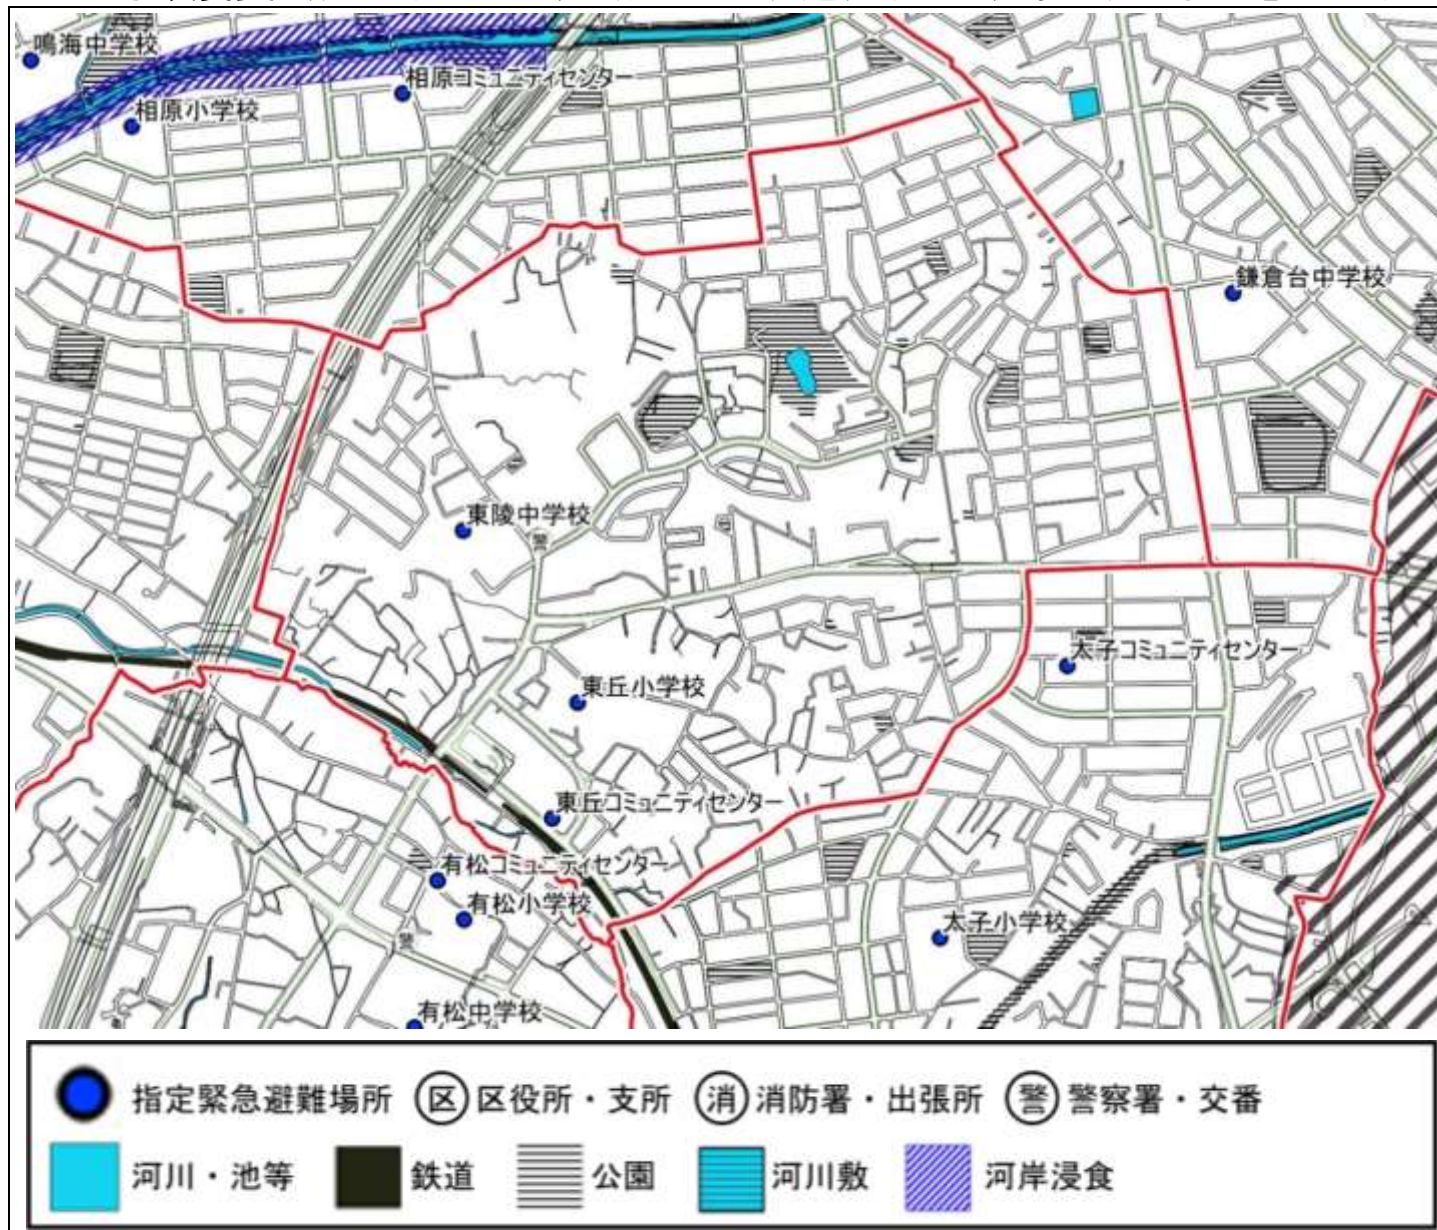 鳴海中学校
相原コミュニティセンター
相原小学校
鎌倉台中学校
東陵中学校
警
太子コミュニティセンター
東丘小学校
東丘コミュニティセンター
有松コミュニティセンター
有松小学校
太子小学校
警
有松中学校
指定緊急避難場所 区 区役所・支所 消 消防署・出張所 警 警察署・交番
河川・池等 鉄道 公園 河川敷 河岸浸食